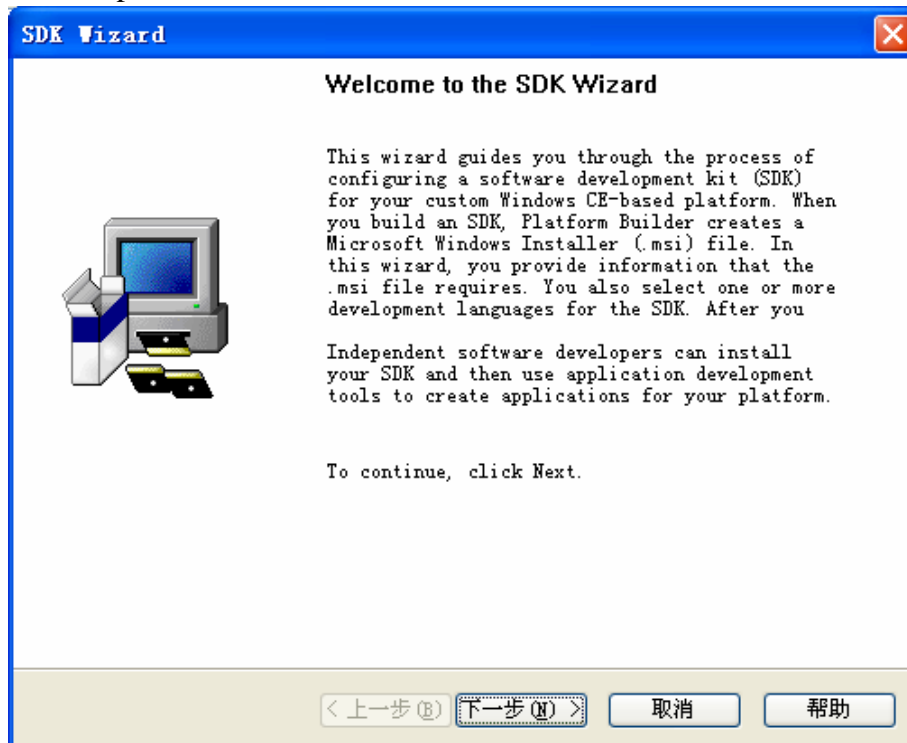 SDK Wizard
Welcome to the SDK Wizard
This wizard guides you through the process of
configuring a software development kit (SDK)
for your custom Windows CE-based platform. When
you build an SDK, Platform Builder creates a
Microsoft Windows Installer (.msi) file. In
this wizard, you provide information that the
.msi file requires. You also select one or more
development languages for the SDK. After you
Independent software developers can install
your SDK and then use application development
tools to create applications for your platform.
To continue, click Next.
< 上一步(B) 下一步(N) > 取消 帮助